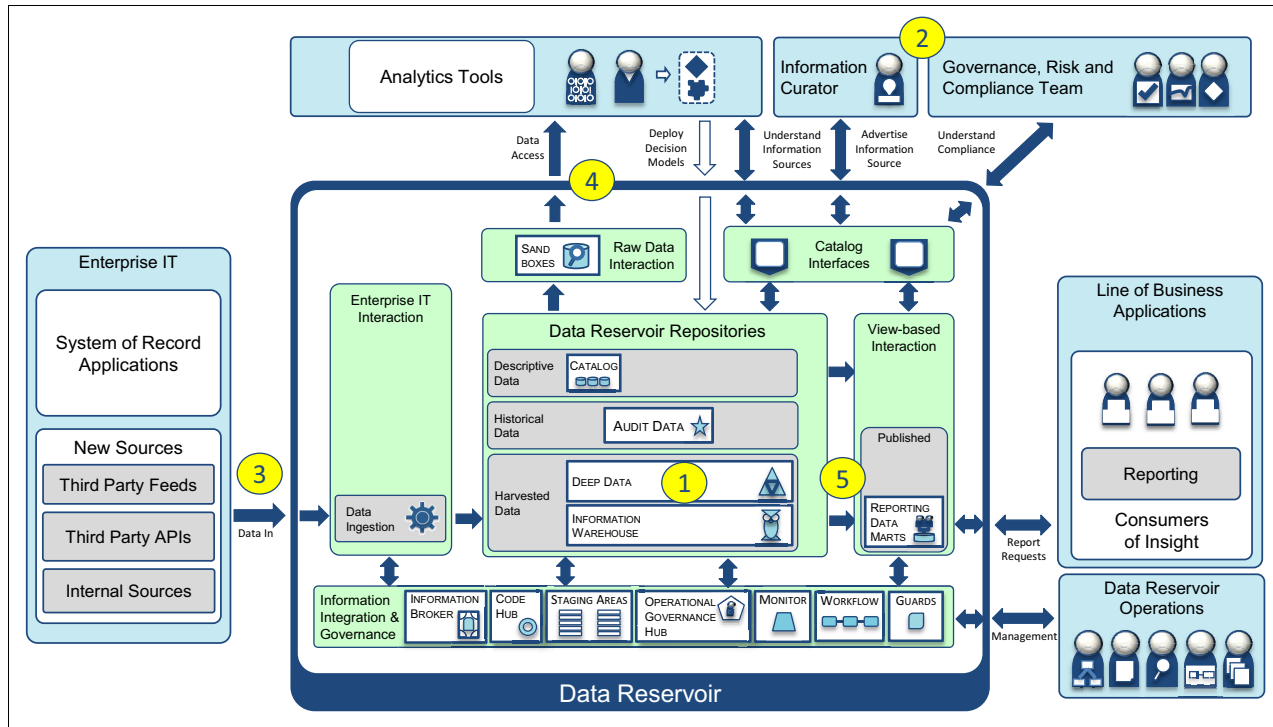 2
Analytics Tools
Information
Curator
Governance, Risk and
Compliance Team
Data
Access
Deploy
Decision
Models
Understand
Information
Sources
Advertise
Information
Source
Understand
Compliance
4
SAND
BOXES
Raw Data
Interaction
Catalog
Interfaces
Enterprise IT
System of Record
Applications
New Sources
Third Party Feeds
Third Party APIs
Internal Sources
3
Data In
Enterprise IT
Interaction
Data
Ingestion
Data Reservoir Repositories
Descriptive
Data
CATALOG
Historical
Data
AUDIT DATA
Harvested
Data
DEEP DATA
1
INFORMATION
WAREHOUSE
View-based
Interaction
Published
5
REPORTING
DATA
MARTS
Report
Requests
Line of Business
Applications
Reporting
Consumers
of Insight
Information
Integration &
Governance
INFORMATION
BROKER
CODE
HUB
STAGING AREAS
OPERATIONAL
GOVERNANCE
HUB
MONITOR
WORKFLOW
GUARDS
Management
Data Reservoir
Operations
Data Reservoir